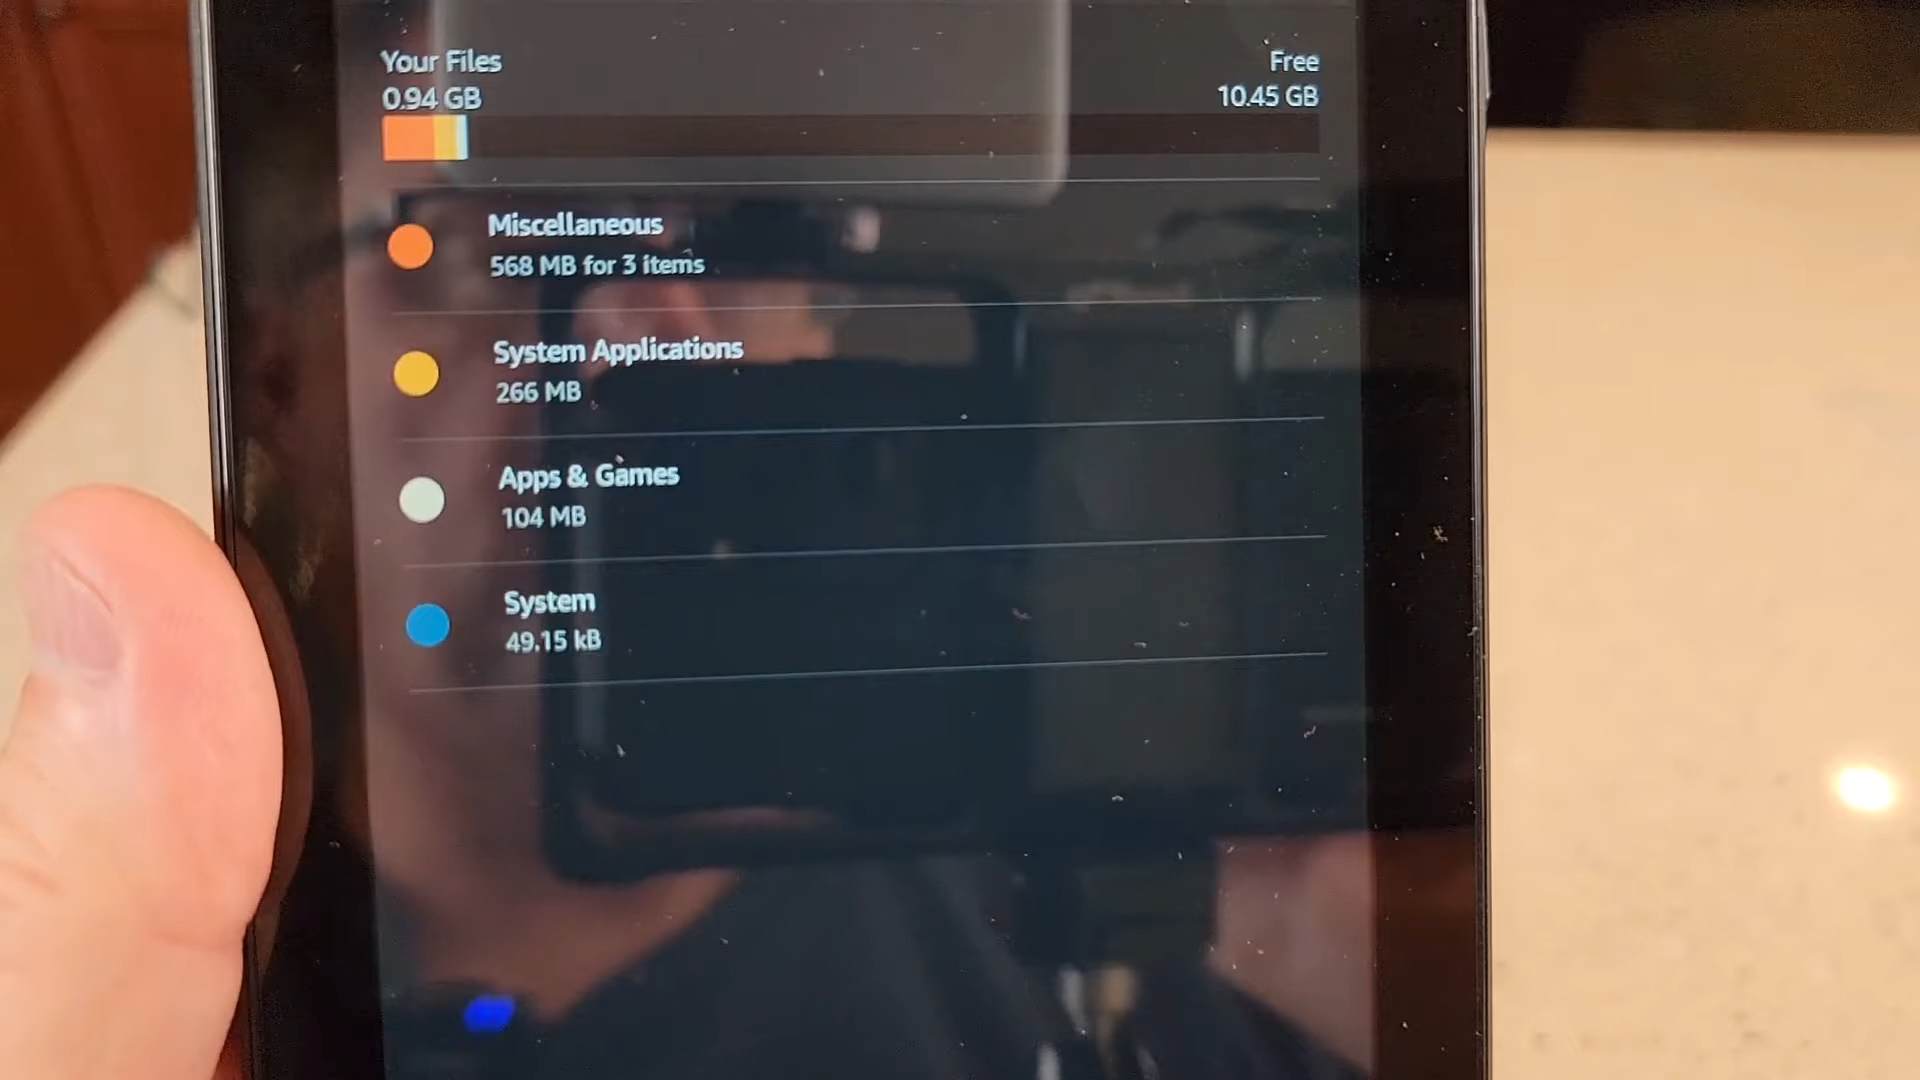 Your Files
Free
0.94 GB
10.45 GB
Miscellaneous
568 MB for 3 items
System Applications
266 MB
Apps & Games
104 MB
System
49.15 kB